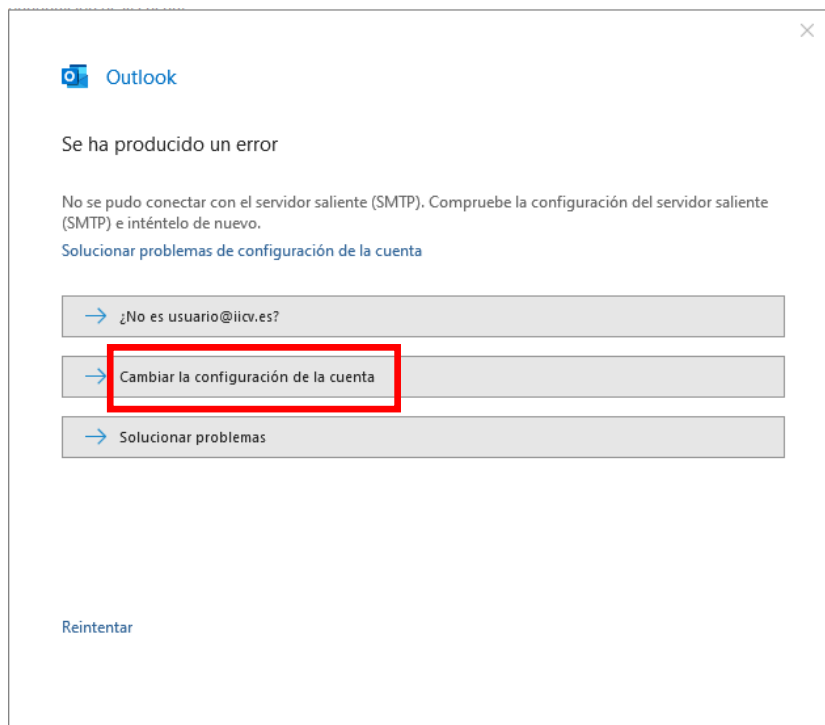 Outlook
Se ha producido un error
No se pudo conectar con el servidor saliente (SMTP). Compruebe la configuración del servidor saliente
(SMTP) e inténtelo de nuevo.
Solucionar problemas de configuración de la cuenta
¿No es usuario@iicv.es?
Cambiar la configuración de la cuenta
Solucionar problemas
Reintentar